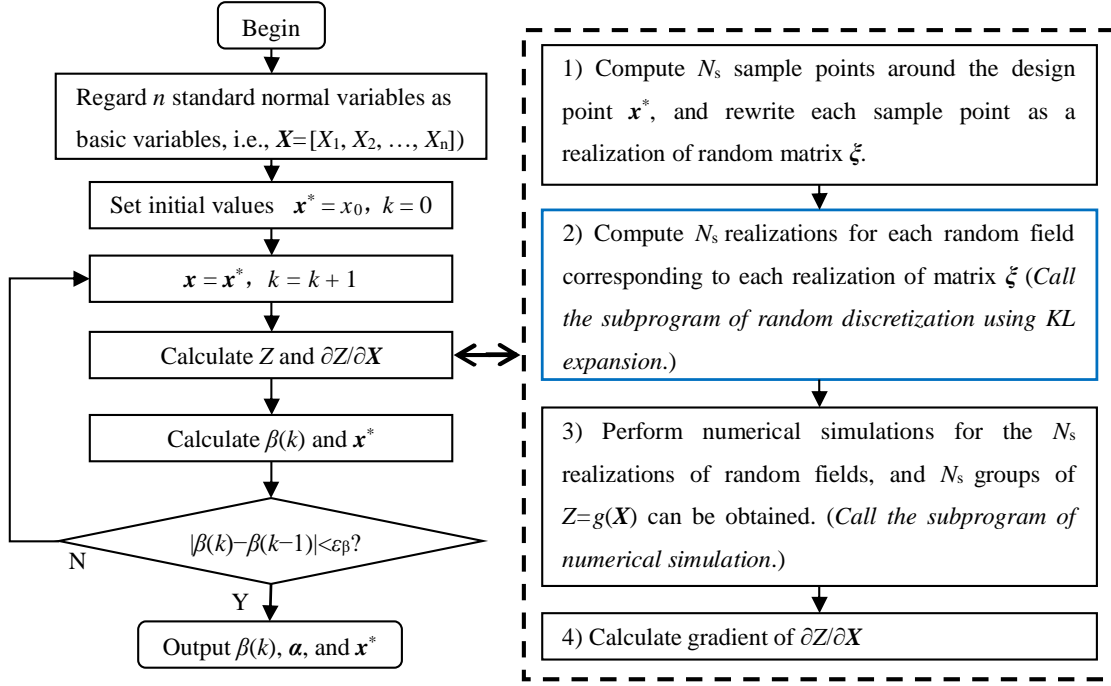 Begin
Regard n standard normal variables as
basic variables, i.e., X=[X₁, X₂, …, Xₙ])
Set initial values x* = x₀, k = 0
x = x*, k = k + 1
Calculate Z and ∂Z/∂X
Calculate β(k) and x*
|β(k)−β(k-1)|<εᵦ?
N
Y
Output β(k), α, and x*
1) Compute Nₛ sample points around the design
point x*, and rewrite each sample point as a
realization of random matrix ξ.
2) Compute Nₛ realizations for each random field
corresponding to each realization of matrix ξ (Call
the subprogram of random discretization using KL
expansion.)
3) Perform numerical simulations for the Nₛ
realizations of random fields, and Nₛ groups of
Z=g(X) can be obtained. (Call the subprogram of
numerical simulation.)
4) Calculate gradient of ∂Z/∂X